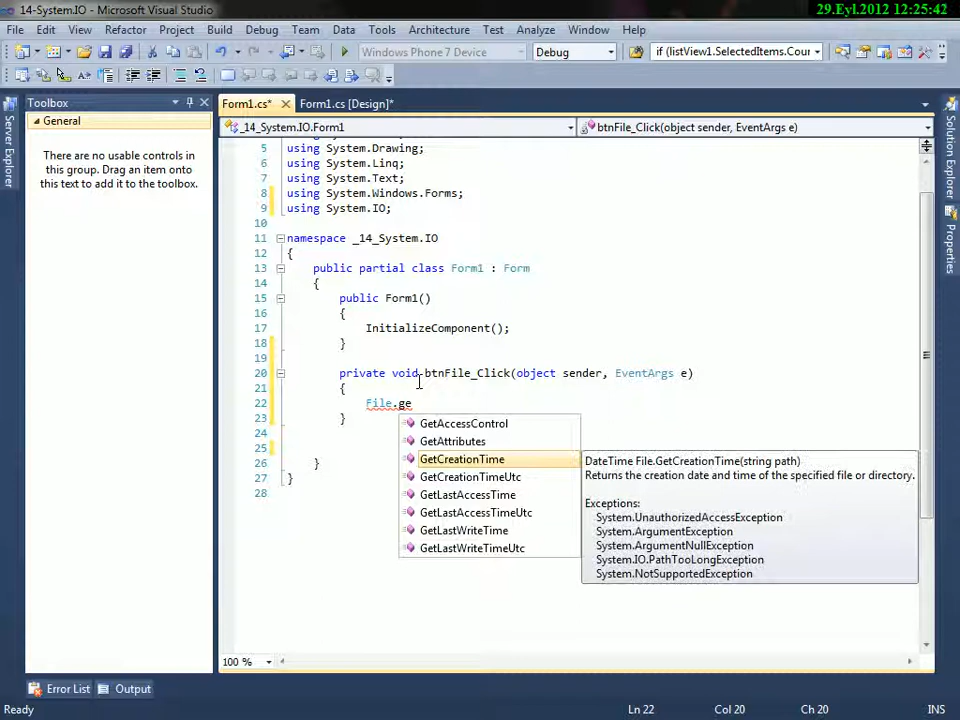 14-System.IO - Microsoft Visual Studio
29.Eyl.2012 12:25:42
File Edit View Refactor Project Build Debug Team Data Tools Architecture Test Analyze Window Help
Windows Phone 7 Device Debug if (listView1.SelectedItems.Cour
Toolbox
Form1.cs* Form1.cs [Design]*
General
_14_System.IO.Form1 btnFile_Click(object sender, EventArgs e)
There are no usable controls in
this group. Drag an item onto
this text to add it to the toolbox.
Server Explorer
Solution Explorer
Properties
5 using System.Drawing;
6 using System.Linq;
7 using System.Text;
8 using System.Windows.Forms;
9 using System.IO;
10
11 namespace _14_System.IO
12 {
13 public partial class Form1 : Form
14 {
15 public Form1()
16 {
17 InitializeComponent();
18 }
19
20 private void btnFile_Click(object sender, EventArgs e)
21 {
22 File.ge
23 }
24
25
26 }
27 }
28
GetAccessControl
GetAttributes
GetCreationTime
GetCreationTimeUtc
GetLastAccessTime
GetLastAccessTimeUtc
GetLastWriteTime
GetLastWriteTimeUtc
DateTime File.GetCreationTime(string path)
Returns the creation date and time of the specified file or directory.
Exceptions:
System.UnauthorizedAccessException
System.ArgumentException
System.ArgumentNullException
System.IO.PathTooLongException
System.NotSupportedException
100 %
Error List Output
Ready Ln 22 Col 20 Ch 20 INS